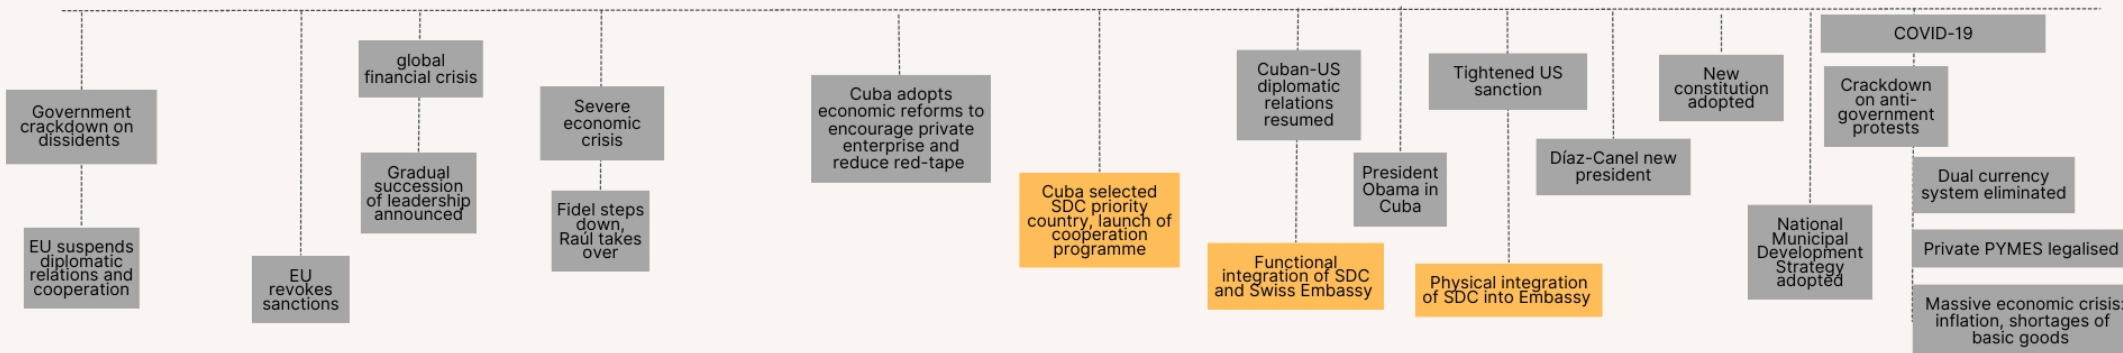 Government
crackdown on
dissidents
EU suspends
diplomatic
relations and
cooperation
EU
revokes
sanctions
global
financial crisis
Gradual
succession
of leadership
announced
Severe
economic
crisis
Fidel steps
down,
Raúl takes
over
Cuba adopts
economic reforms to
encourage private
enterprise and
reduce red-tape
Cuba selected
SDC priority
country, launch of
cooperation
programme
Cuban-US
diplomatic
relations
resumed
Functional
integration of SDC
and Swiss Embassy
President
Obama in
Cuba
Tightened US
sanction
Physical integration
of SDC into Embassy
Díaz-Canel new
president
New
constitution
adopted
National
Municipal
Development
Strategy
adopted
COVID-19
Crackdown
on anti-
government
protests
Dual currency
system eliminated
Private PYMES legalised
Massive economic crisis:
inflation, shortages of
basic goods